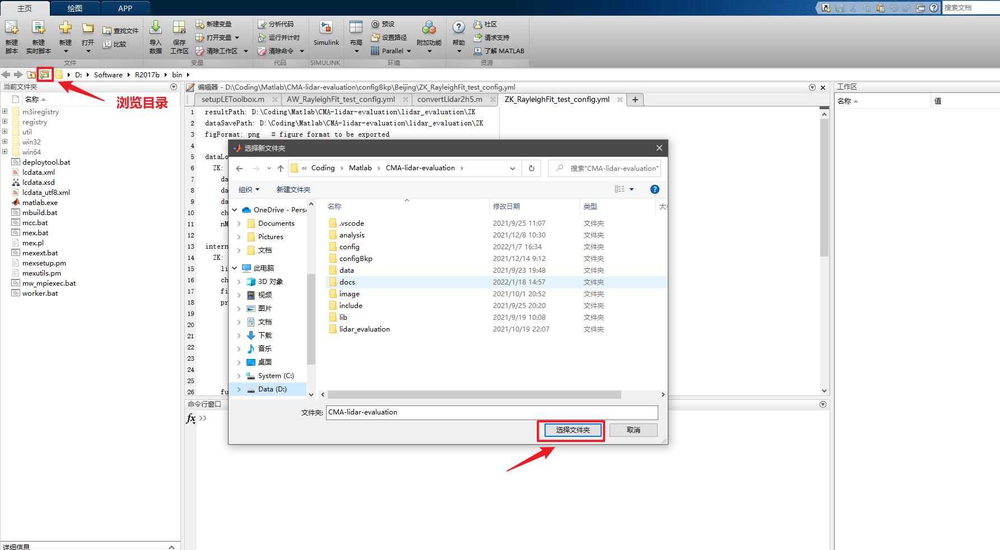 主页 绘图 APP
搜索文档
新建脚本 新建实时脚本 新建 打开 查找文件 比较
导入数据 保存工作区 新建变量 打开变量 清除工作区
分析代码 运行并计时 清除命令
Simulink
布局 预设 设置路径 Parallel 附加功能
帮助 社区 请求支持 了解 MATLAB
文件 变量 代码 SIMULINK 环境 资源
D: Software R2017b bin
浏览目录
当前文件夹
名称
m3iregistry
registry
util
win32
win64
deploytool.bat
lcdata.xml
lcdata.xsd
lcdata_utf8.xml
matlab.exe
mbuild.bat
mcc.bat
mex.bat
mex.pl
mexext.bat
mexsetup.pm
mexutils.pm
mw_mpiexec.bat
worker.bat
详细信息
编辑器 - D:\Coding\Matlab\CMA-lidar-evaluation\configBkp\Beijing\ZK_RayleighFit_test_config.yml
setupLEToolbox.m AW_RayleighFit_test_config.yml convertLidar2h5.m ZK_RayleighFit_test_config.yml
1 resultPath: D:\Coding\Matlab\CMA-lidar-evaluation\lidar_evaluation\ZK
2 dataSavePath: D:\Coding\Matlab\CMA-lidar-evaluation\lidar_evaluation\ZK
3 figFormat: png # figure format to be exported
4
5 dataLo
6 ZK:
7 da
8 da
9 da
10 ch
11 nM
12
13 intern
14 ZK:
15 li
16 ch
17 fi
18 pr
19
20
21
22
23
24
25
26 fu
选择新文件夹
« Coding Matlab CMA-lidar-evaluation
搜索"CMA-lidar-evaluation"
组织 新建文件夹
OneDrive - Pers
Documents
Pictures
文档
此电脑
3D 对象
视频
图片
文档
下载
音乐
桌面
System (C:)
Data (D:)
名称 修改日期 类型 大
.vscode 2021/9/25 11:07 文件夹
analysis 2021/12/8 10:30 文件夹
config 2022/1/7 16:34 文件夹
configBkp 2021/12/14 9:12 文件夹
data 2021/9/23 19:48 文件夹
docs 2022/1/18 14:57 文件夹
image 2021/10/1 20:52 文件夹
include 2021/9/25 20:20 文件夹
lib 2021/9/19 10:08 文件夹
lidar_evaluation 2021/10/19 22:07 文件夹
文件夹: CMA-lidar-evaluation
选择文件夹 取消
命令行窗口
fx >>
工作区
名称 值